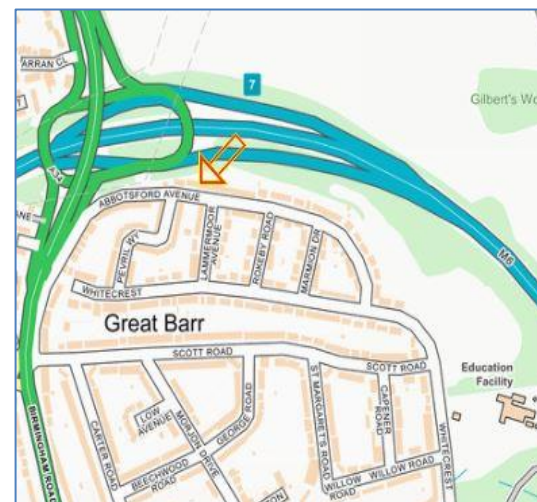 ARRAN CL
7
Gilbert's Wo
A34
ANE
ABBOTSFORD AVENUE
PEVRIL WY
LAMMERMOOR
AVENUE
ROKEBY ROAD
MARMION DR
M6
WHITECREST
Great Barr
SCOTT ROAD
SCOTT ROAD
Education
Facility
BIRMINGHAM ROAD
CARTER ROAD
LOW
AVENUE
MORJON DRIVE
GEORGE ROAD
BEECHWOOD
ROAD
ST MARGARET'S ROAD
CAPENER
ROAD
WHITECREST
WILLOW
WILLOW ROAD
TON